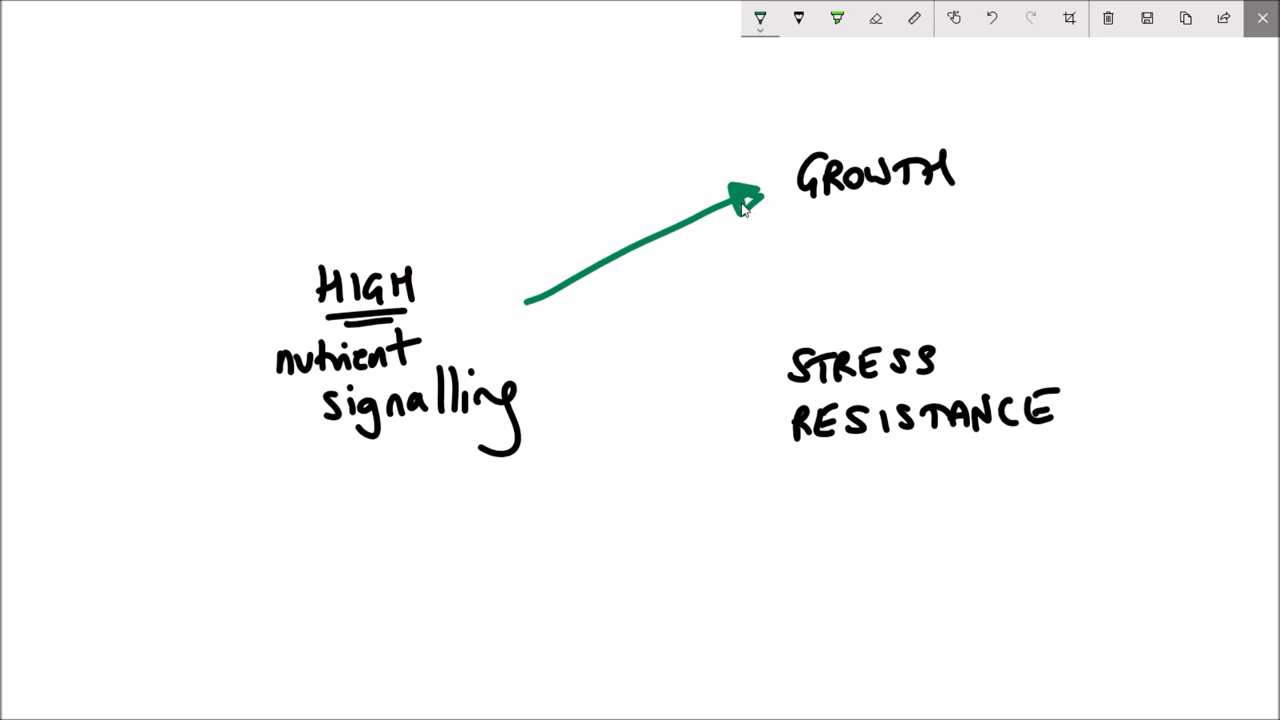 GROWTH
HIGH
nutrient
signalling
STRESS
RESISTANCE